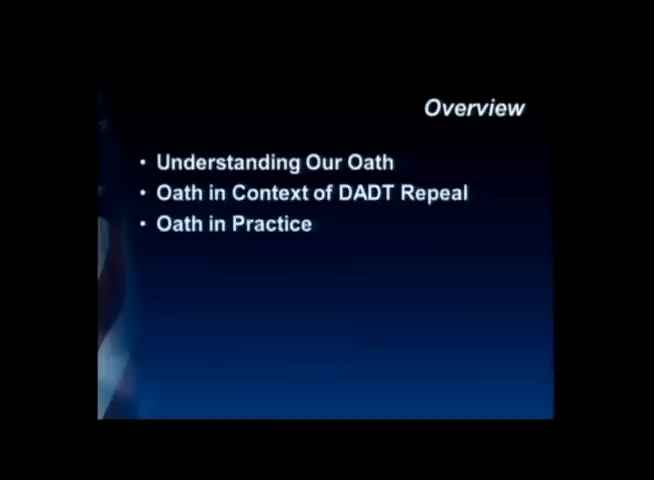 Overview
• Understanding Our Oath
• Oath in Context of DADT Repeal
• Oath in Practice